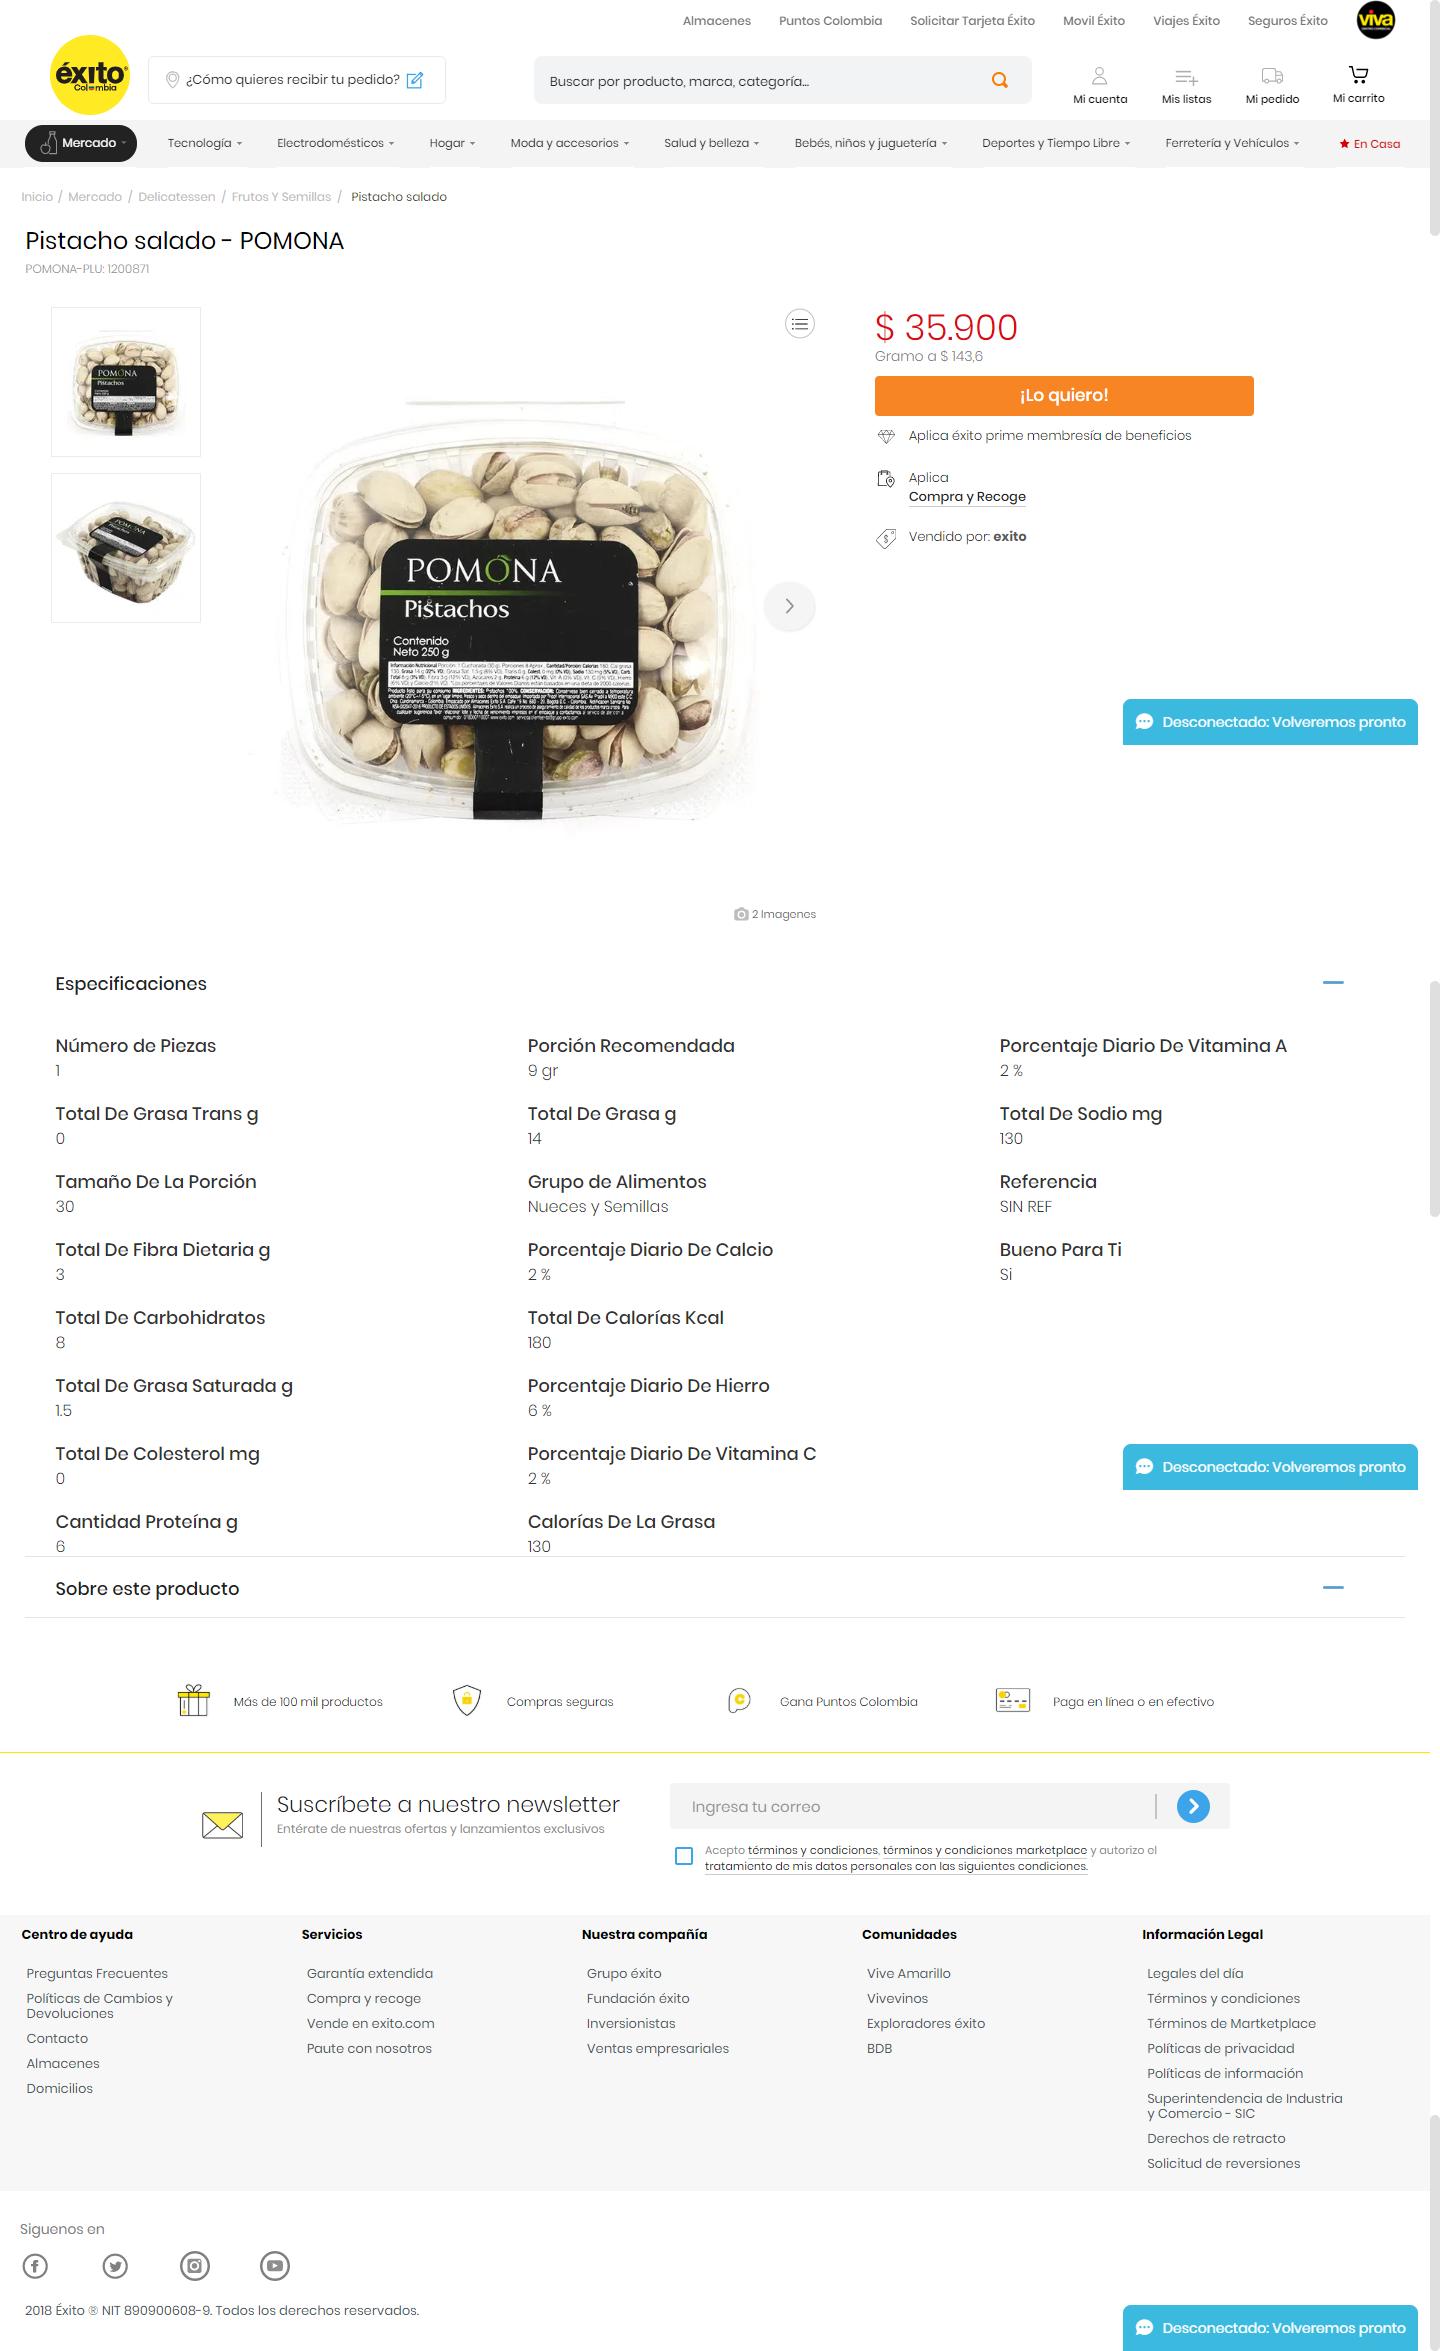 Almacenes
Puntos Colombia
Solicitar Tarjeta Éxito
Movil Éxito
Viajes Éxito
Seguros Éxito
viva
éxito
Colombia
¿Cómo quieres recibir tu pedido?
Buscar por producto, marca, categoría...
Mi cuenta
Mis listas
Mi pedido
Mi carrito
Mercado
Tecnología
Electrodomésticos
Hogar
Moda y accesorios
Salud y belleza
Bebés, niños y juguetería
Deportes y Tiempo Libre
Ferretería y Vehículos
En Casa
Inicio / Mercado / Delicatessen / Frutos Y Semillas / Pistacho salado
Pistacho salado - POMONA
POMONA-PLU: 1200871
POMONA
Pistachos
POMONA
Pistachos
POMONA
Pistachos
Contenido
Neto 250 g
2 Imagenes
$ 35.900
Gramo a $ 143,6
¡Lo quiero!
Aplica éxito prime membresía de beneficios
Aplica
Compra y Recoge
Vendido por: exito
Desconectado: Volveremos pronto
Especificaciones
Número de Piezas
1
Total De Grasa Trans g
0
Tamaño De La Porción
30
Total De Fibra Dietaria g
3
Total De Carbohidratos
8
Total De Grasa Saturada g
1.5
Total De Colesterol mg
0
Cantidad Proteína g
6
Porción Recomendada
9 gr
Total De Grasa g
14
Grupo de Alimentos
Nueces y Semillas
Porcentaje Diario De Calcio
2 %
Total De Calorías Kcal
180
Porcentaje Diario De Hierro
6 %
Porcentaje Diario De Vitamina C
2 %
Calorías De La Grasa
130
Porcentaje Diario De Vitamina A
2 %
Total De Sodio mg
130
Referencia
SIN REF
Bueno Para Ti
Si
Desconectado: Volveremos pronto
Sobre este producto
Más de 100 mil productos
Compras seguras
Gana Puntos Colombia
Paga en línea o en efectivo
Suscríbete a nuestro newsletter
Entérate de nuestras ofertas y lanzamientos exclusivos
Ingresa tu correo
Acepto términos y condiciones, términos y condiciones marketplace y autorizo el
tratamiento de mis datos personales con las siguientes condiciones.
Centro de ayuda
Preguntas Frecuentes
Políticas de Cambios y
Devoluciones
Contacto
Almacenes
Domicilios
Servicios
Garantía extendida
Compra y recoge
Vende en exito.com
Paute con nosotros
Nuestra compañía
Grupo éxito
Fundación éxito
Inversionistas
Ventas empresariales
Comunidades
Vive Amarillo
Vivevinos
Exploradores éxito
BDB
Información Legal
Legales del día
Términos y condiciones
Términos de Martketplace
Políticas de privacidad
Políticas de información
Superintendencia de Industria
y Comercio - SIC
Derechos de retracto
Solicitud de reversiones
Siguenos en
2018 Éxito ® NIT 890900608-9. Todos los derechos reservados.
Desconectado: Volveremos pronto